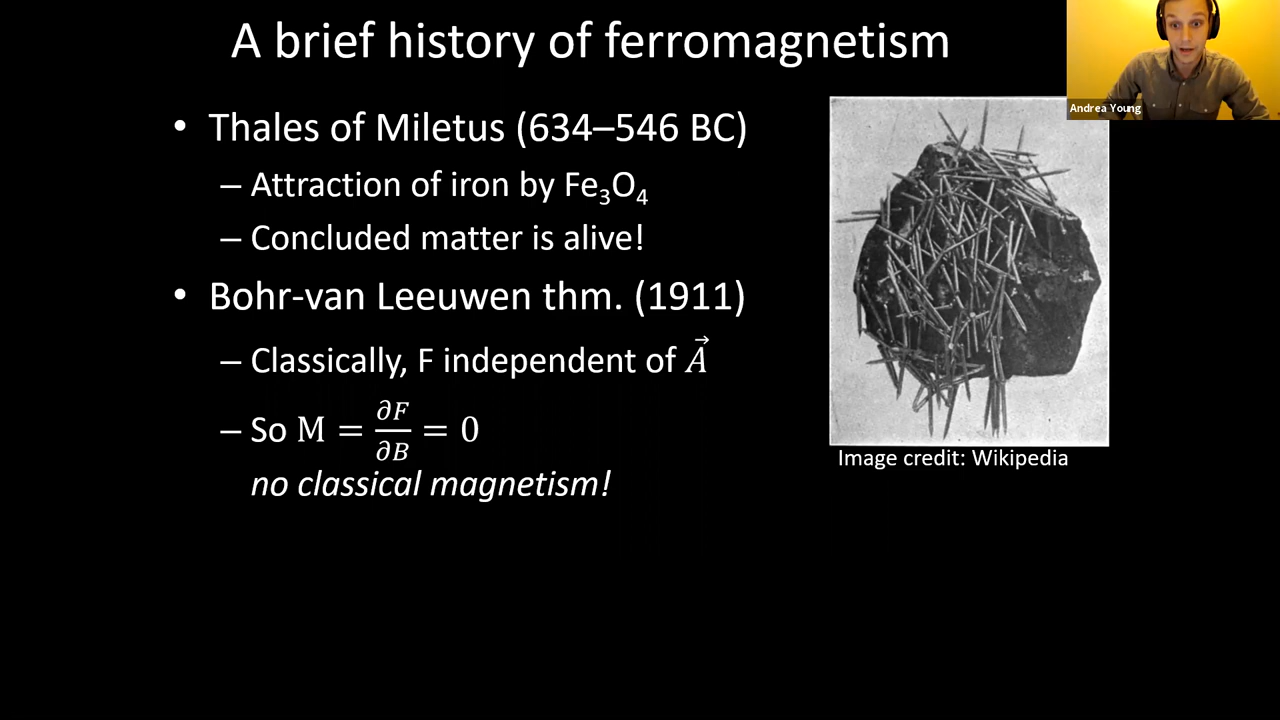 A brief history of ferromagnetism
Andrea Young
• Thales of Miletus (634–546 BC)
– Attraction of iron by Fe₃O₄
– Concluded matter is alive!
• Bohr-van Leeuwen thm. (1911)
– Classically, F independent of A⃗
– So M = ∂F/∂B = 0
no classical magnetism!
Image credit: Wikipedia